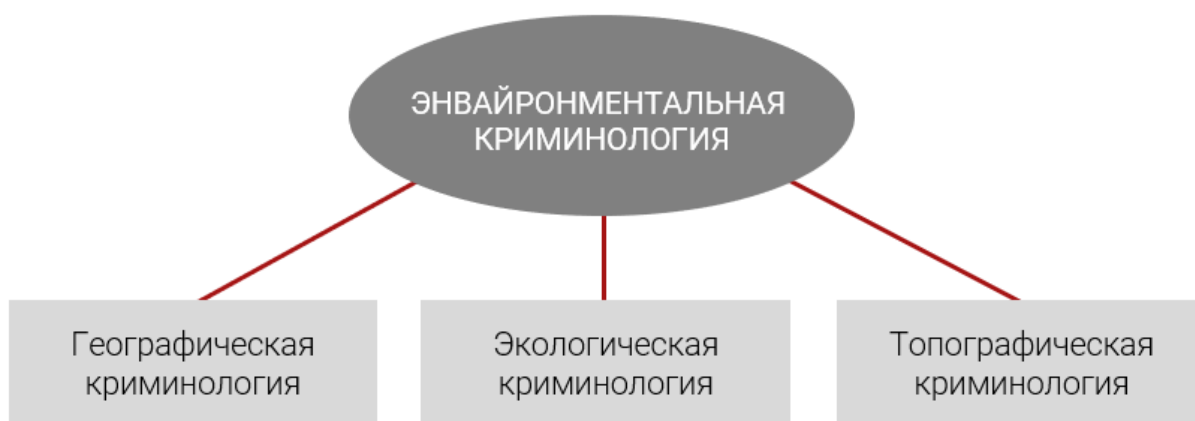 ЭНВАЙРОНМЕНТАЛЬНАЯ
КРИМИНОЛОГИЯ
Географическая
криминология
Экологическая
криминология
Топографическая
криминология